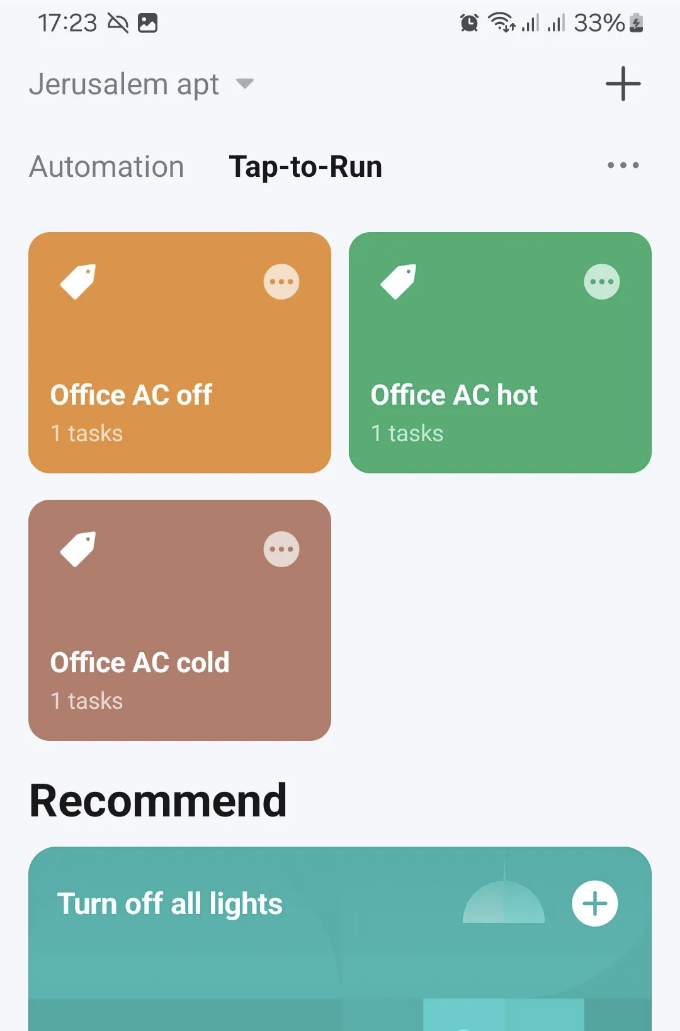 17:23 33%
Jerusalem apt
Automation Tap-to-Run
Office AC off Office AC hot
1 tasks 1 tasks
Office AC cold
1 tasks
Recommend
Turn off all lights